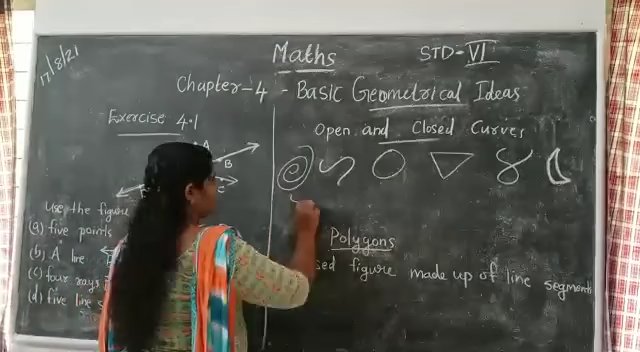 17/8/21
Maths
STD-VI
Chapter-4 - Basic Geometrical Ideas
Exercise 4.1
A
B
Use the figure
(a) five points
(b) A line
(c) four rays
(d) five line
Open and Closed Curves
Polygons
figure made up of line segments